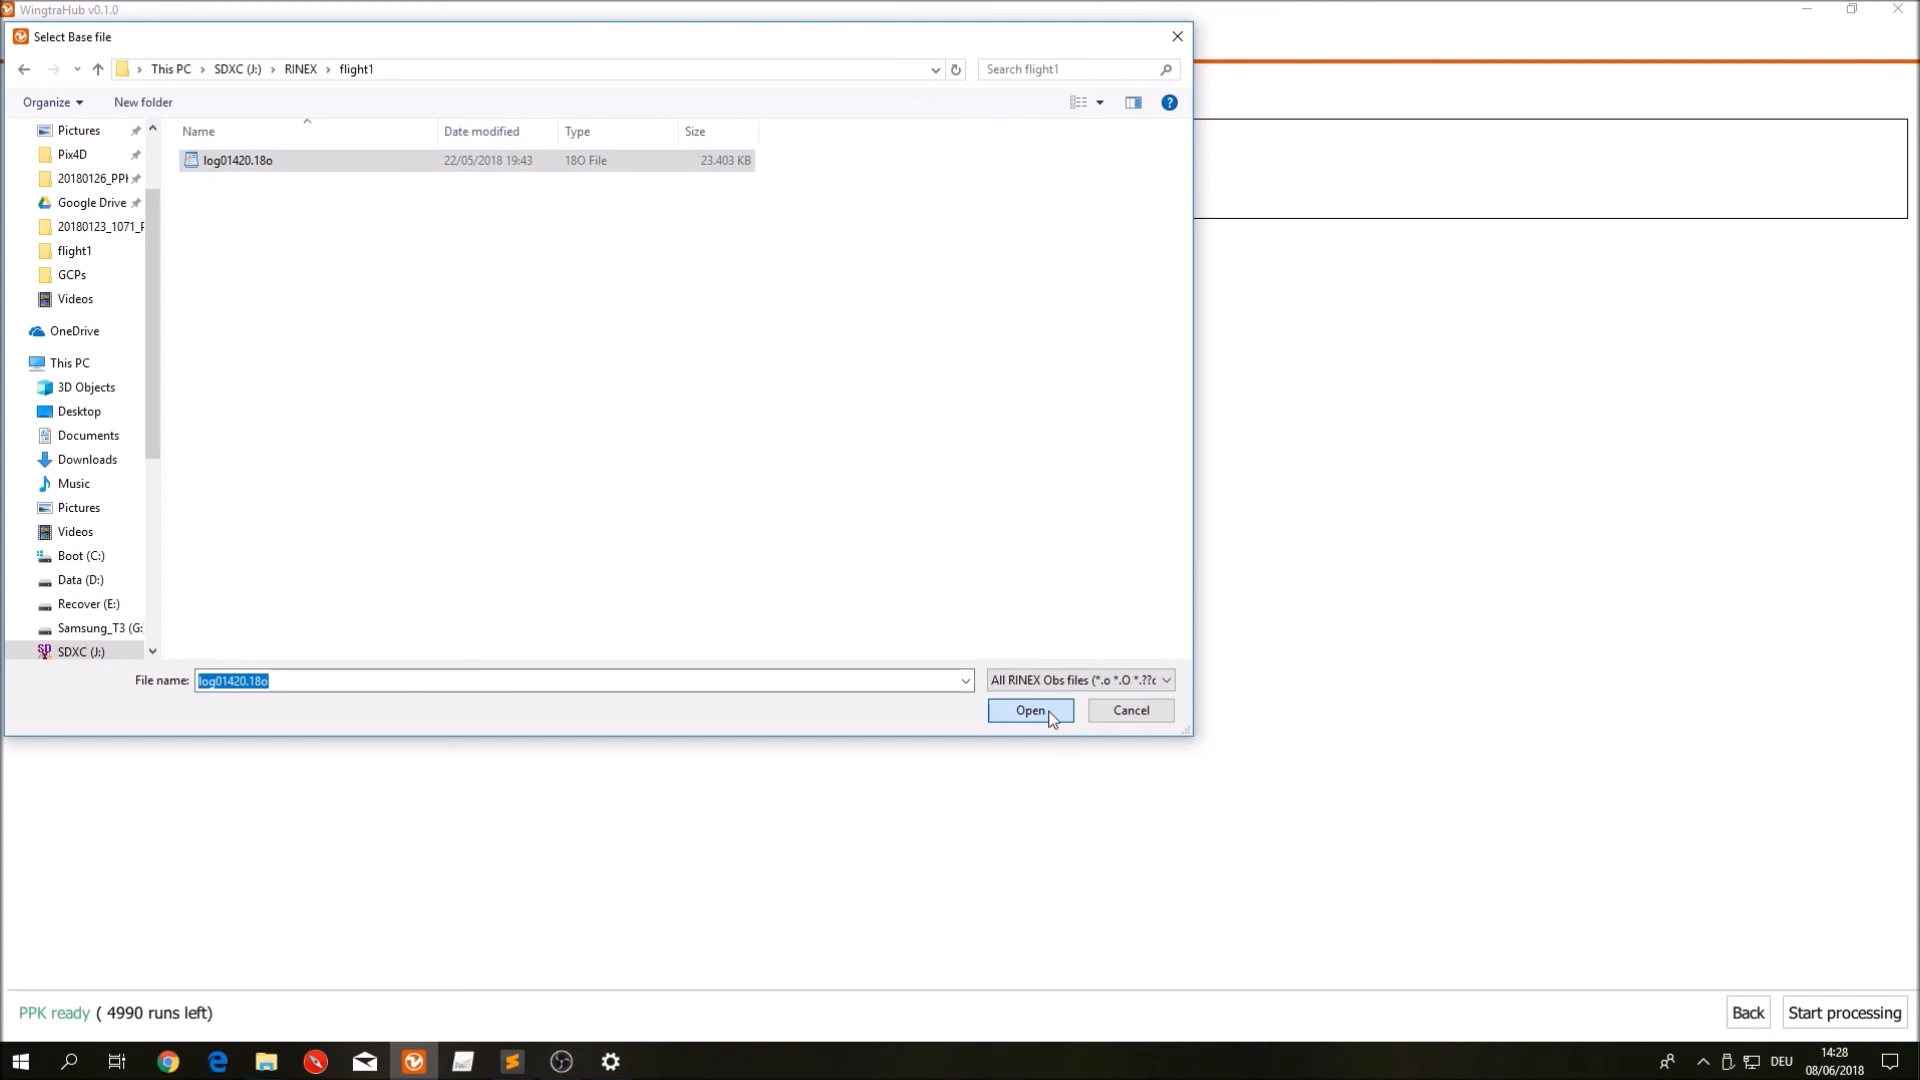 WingtraHub v0.1.0
Select Base file
This PC › SDXC (J:) › RINEX › flight1
Search flight1
Organize
New folder
Name
Date modified
Type
Size
log01420.18o
22/05/2018 19:43
18O File
23.403 KB
Pictures
Pix4D
20180126_PPK
Google Drive
20180123_1071_P
flight1
GCPs
Videos
OneDrive
This PC
3D Objects
Desktop
Documents
Downloads
Music
Pictures
Videos
Boot (C:)
Data (D:)
Recover (E:)
Samsung_T3 (G:
SDXC (J:)
File name:
log01420.18o
All RINEX Obs files (*.o *.O *.??c
Open
Cancel
PPK ready ( 4990 runs left)
Back
Start processing
DEU
14:28
08/06/2018